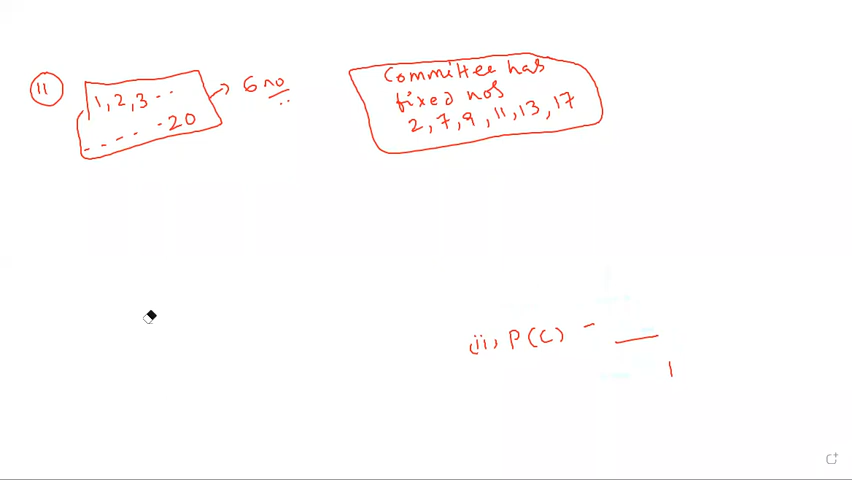 11
1, 2, 3 ..
20
6 no
Committee has
fixed nos
2, 7, 9, 11, 13, 17
(ii, P(C) -
1